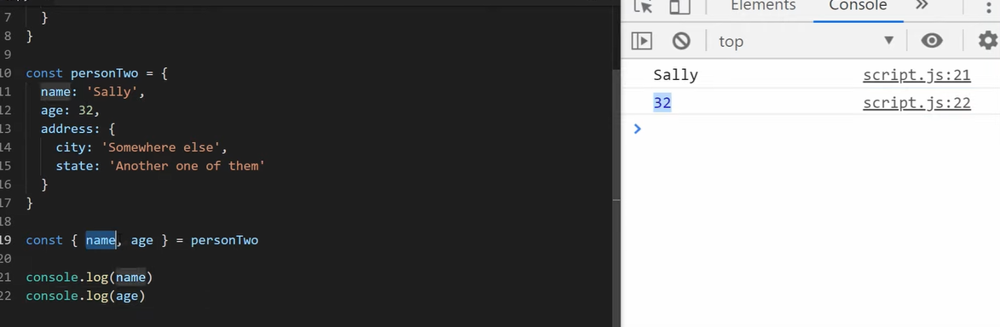 7   }
8 }
9
10 const personTwo = {
11   name: 'Sally',
12   age: 32,
13   address: {
14     city: 'Somewhere else',
15     state: 'Another one of them'
16   }
17 }
18
19 const { name, age } = personTwo
20
21 console.log(name)
22 console.log(age)
Elements Console »
top
Sally script.js:21
32 script.js:22
>